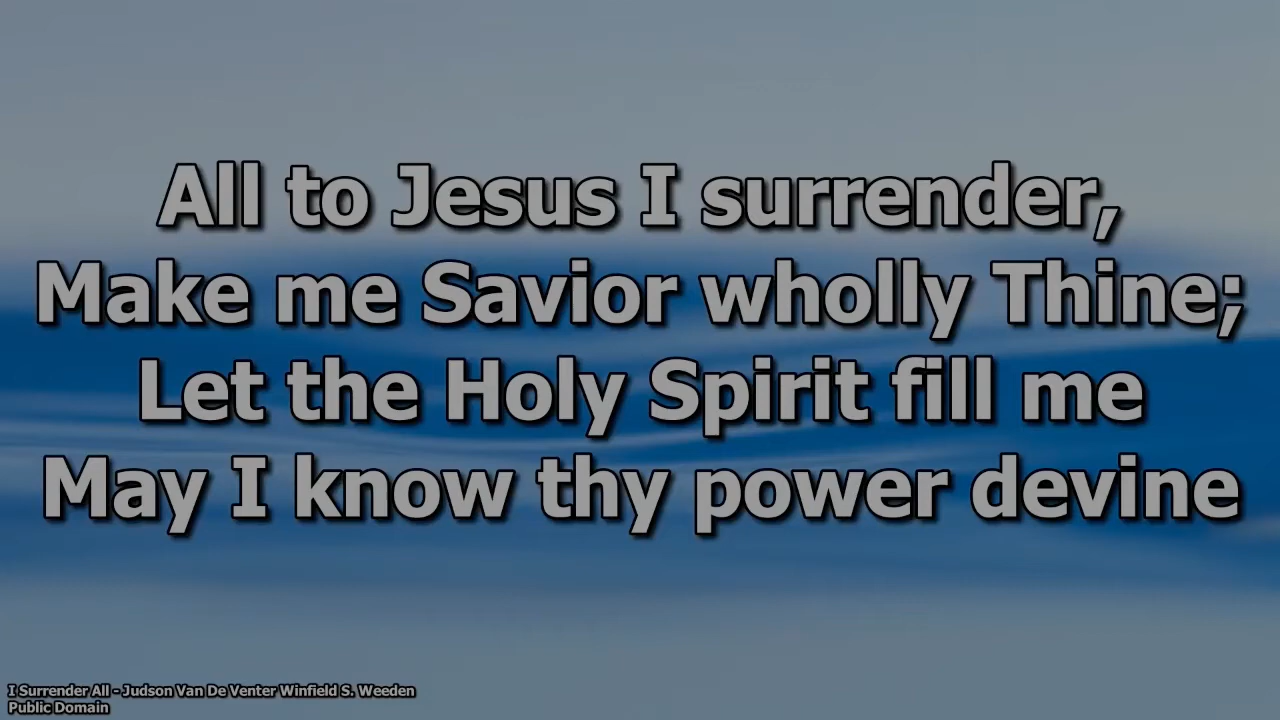 All to Jesus I surrender,
Make me Savior wholly Thine;
Let the Holy Spirit fill me
May I know thy power devine
I Surrender All - Judson Van De Venter Winfield S. Weeden
Public Domain